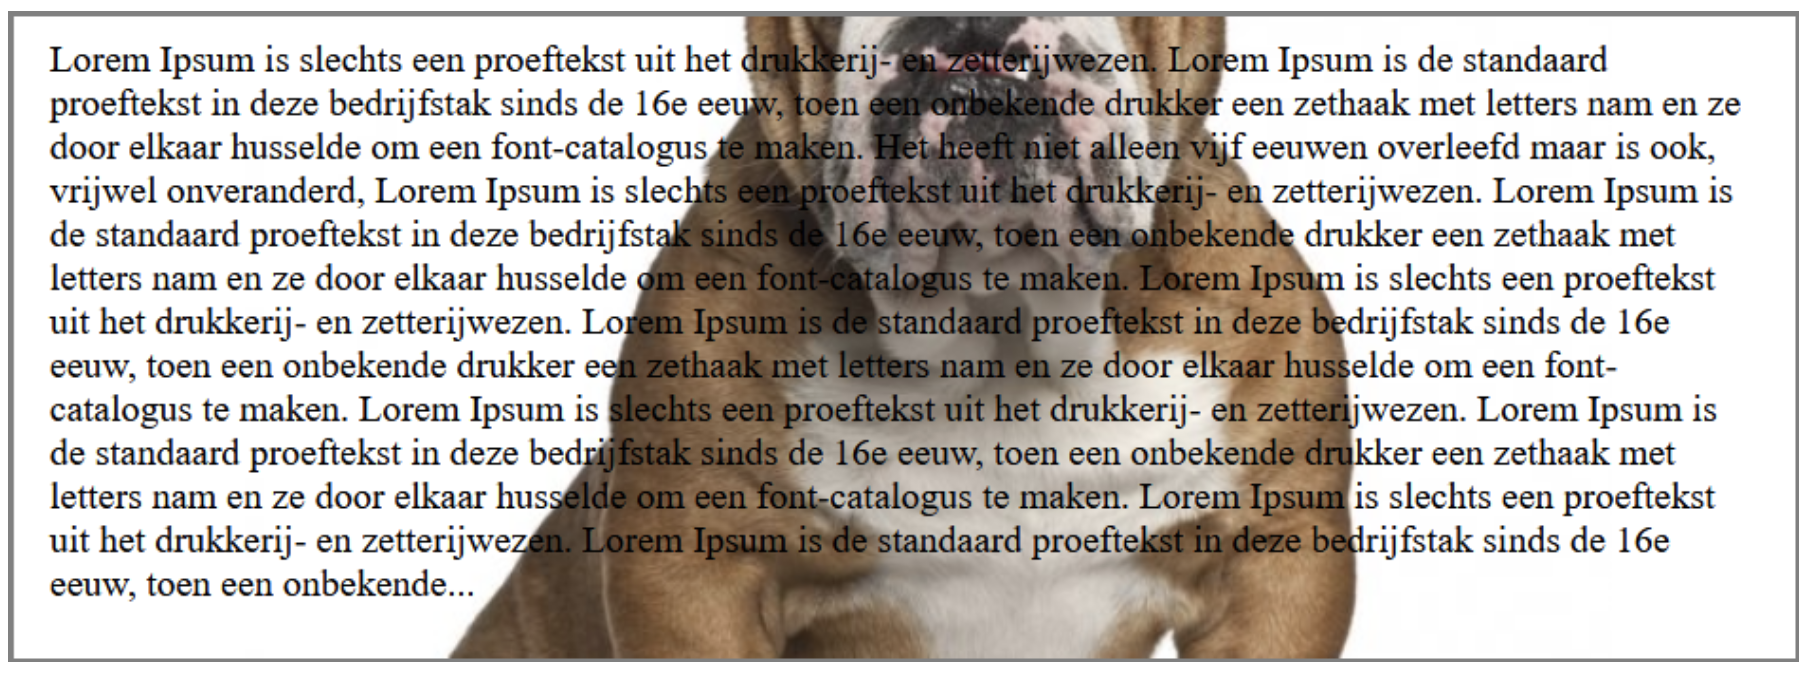 Lorem Ipsum is slechts een proeftekst uit het drukkerij- en zetterijwezen. Lorem Ipsum is de standaard
proeftekst in deze bedrijfstak sinds de 16e eeuw, toen een onbekende drukker een zethaak met letters nam en ze
door elkaar husselde om een font-catalogus te maken. Het heeft niet alleen vijf eeuwen overleefd maar is ook,
vrijwel onveranderd, Lorem Ipsum is slechts een proeftekst uit het drukkerij- en zetterijwezen. Lorem Ipsum is
de standaard proeftekst in deze bedrijfstak sinds de 16e eeuw, toen een onbekende drukker een zethaak met
letters nam en ze door elkaar husselde om een font-catalogus te maken. Lorem Ipsum is slechts een proeftekst
uit het drukkerij- en zetterijwezen. Lorem Ipsum is de standaard proeftekst in deze bedrijfstak sinds de 16e
eeuw, toen een onbekende drukker een zethaak met letters nam en ze door elkaar husselde om een font-
catalogus te maken. Lorem Ipsum is slechts een proeftekst uit het drukkerij- en zetterijwezen. Lorem Ipsum is
de standaard proeftekst in deze bedrijfstak sinds de 16e eeuw, toen een onbekende drukker een zethaak met
letters nam en ze door elkaar husselde om een font-catalogus te maken. Lorem Ipsum is slechts een proeftekst
uit het drukkerij- en zetterijwezen. Lorem Ipsum is de standaard proeftekst in deze bedrijfstak sinds de 16e
eeuw, toen een onbekende...